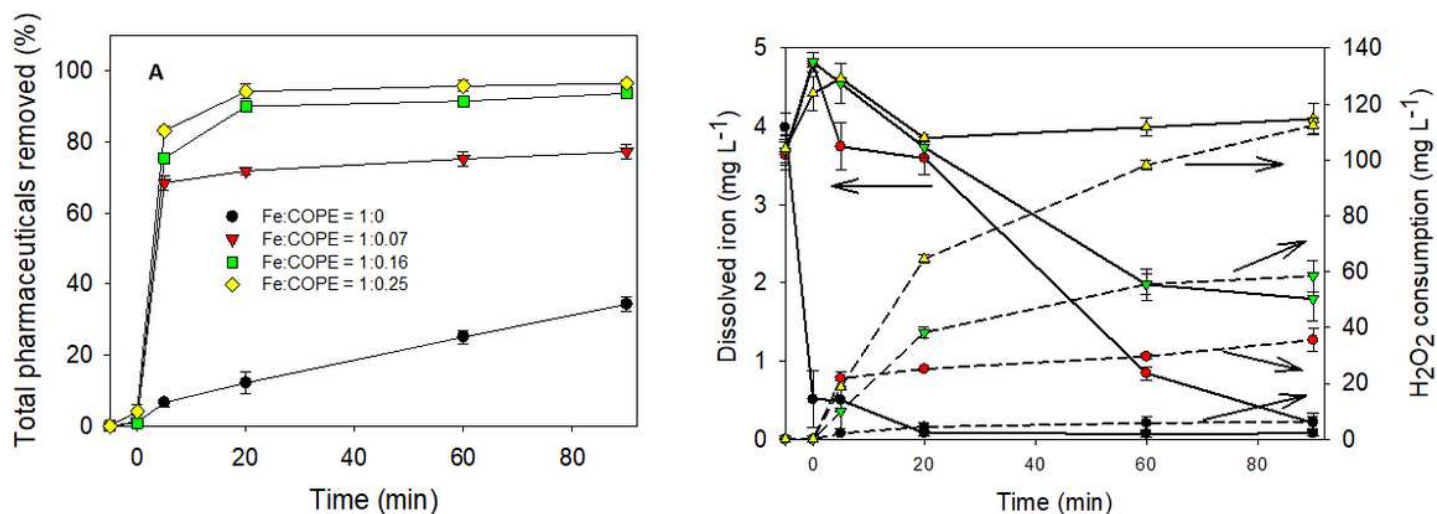 Total pharmaceuticals removed (%)
100
80
60
40
20
0
A
Fe:COPE = 1:0
Fe:COPE = 1:0.07
Fe:COPE = 1:0.16
Fe:COPE = 1:0.25
0 20 40 60 80
Time (min)
Dissolved iron (mg L⁻¹)
5
4
3
2
1
0
0 20 40 60 80
Time (min)
140
120
100
80
60
40
20
0
H₂O₂ consumption (mg L⁻¹)